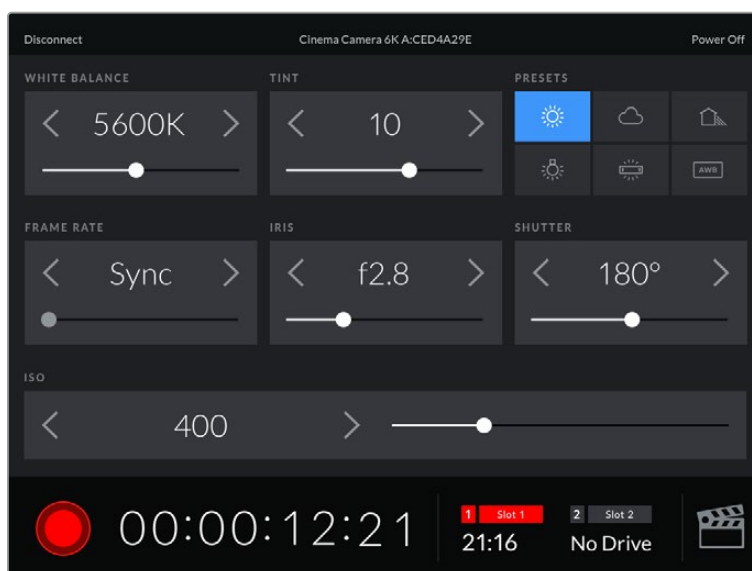 Disconnect Cinema Camera 6K A:CED4A29E Power Off
WHITE BALANCE TINT PRESETS
5600K 10
AWB
FRAME RATE IRIS SHUTTER
Sync f2.8 180°
ISO
400
1 Slot 1 2 Slot 2
00:00:12:21 21:16 No Drive